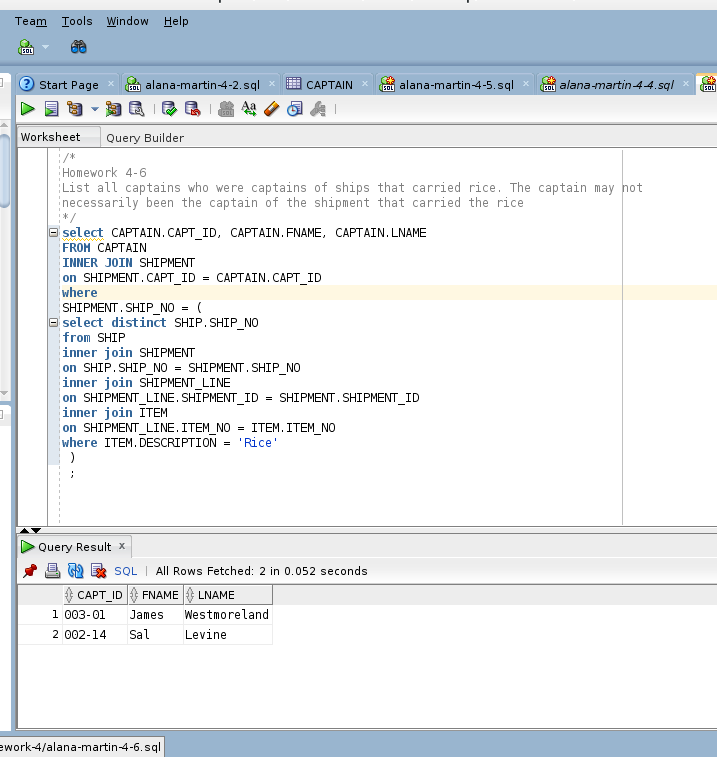 Team Tools Window Help
Start Page alana-martin-4-2.sql CAPTAIN alana-martin-4-5.sql alana-martin-4-4.sql
Worksheet Query Builder
/*
Homework 4-6
List all captains who were captains of ships that carried rice. The captain may not
necessarily been the captain of the shipment that carried the rice
*/
select CAPTAIN.CAPT_ID, CAPTAIN.FNAME, CAPTAIN.LNAME
FROM CAPTAIN
INNER JOIN SHIPMENT
on SHIPMENT.CAPT_ID = CAPTAIN.CAPT_ID
where
SHIPMENT.SHIP_NO = (
select distinct SHIP.SHIP_NO
from SHIP
inner join SHIPMENT
on SHIP.SHIP_NO = SHIPMENT.SHIP_NO
inner join SHIPMENT_LINE
on SHIPMENT_LINE.SHIPMENT_ID = SHIPMENT.SHIPMENT_ID
inner join ITEM
on SHIPMENT_LINE.ITEM_NO = ITEM.ITEM_NO
where ITEM.DESCRIPTION = 'Rice'
)
;
Query Result x
SQL | All Rows Fetched: 2 in 0.052 seconds
CAPT_ID FNAME LNAME
1 003-01 James Westmoreland
2 002-14 Sal Levine
ework-4/alana-martin-4-6.sql